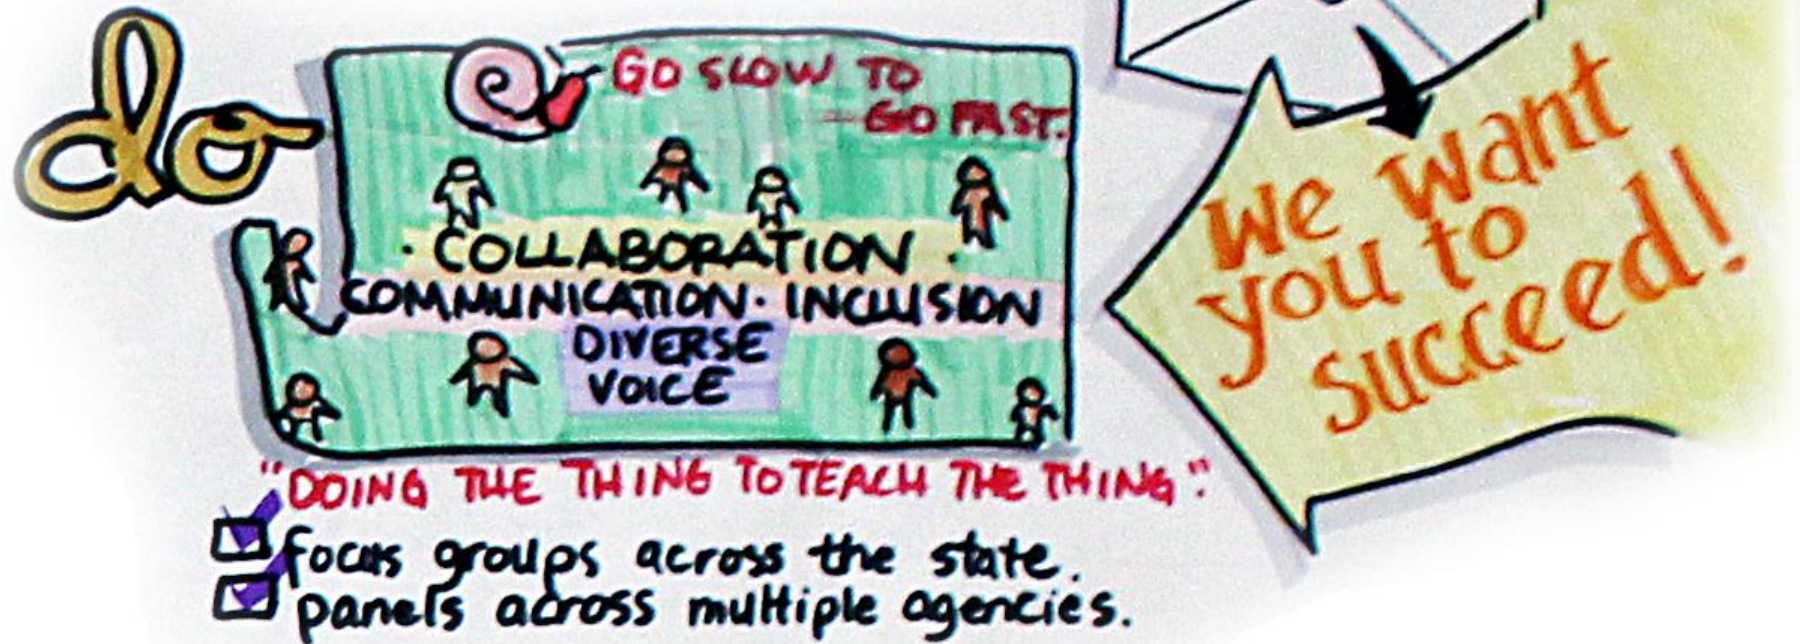 do
GO SLOW TO
GO FAST.
· COLLABORATION ·
COMMUNICATION · INCLUSION
DIVERSE
VOICE
"DOING THE THING TO TEACH THE THING":
focus groups across the state.
panels across multiple agencies.
We want
you to
succeed!